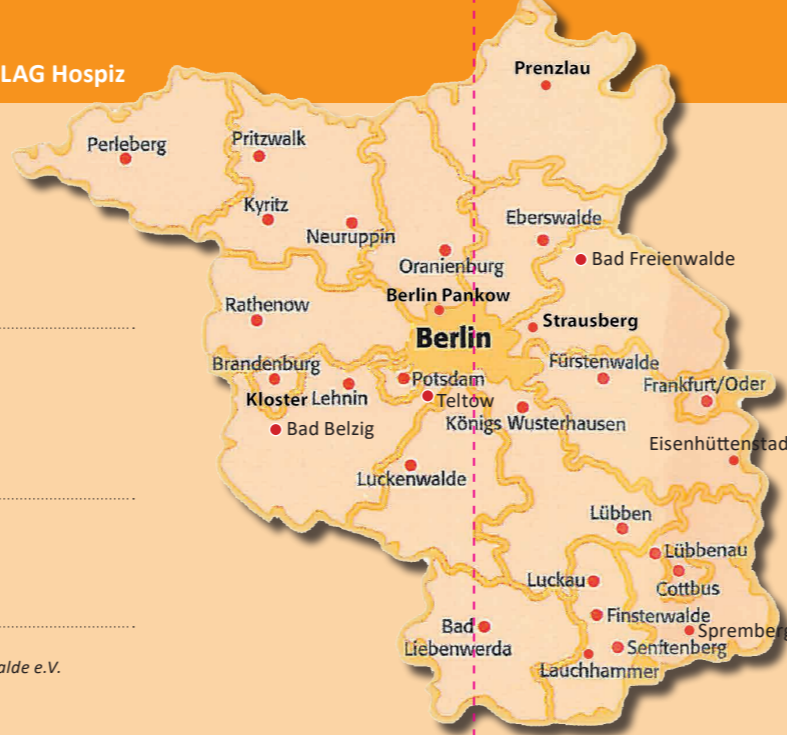 LAG Hospiz
Prenzlau
Perleberg
Pritzwalk
Kyritz
Neuruppin
Eberswalde
Oranienburg
Bad Freienwalde
Berlin Pankow
Rathenow
Strausberg
Berlin
Brandenburg
Fürstenwalde
Potsdam
Frankfurt/Oder
Kloster Lehnin
Teltow
Königs Wusterhausen
Bad Belzig
Eisenhüttenstad
Luckenwalde
Lübben
Lübbenau
Luckau
Cottbus
Finsterwalde
Bad
Liebenwerda
Spremberg
Senftenberg
Lauchhammer
alde e.V.